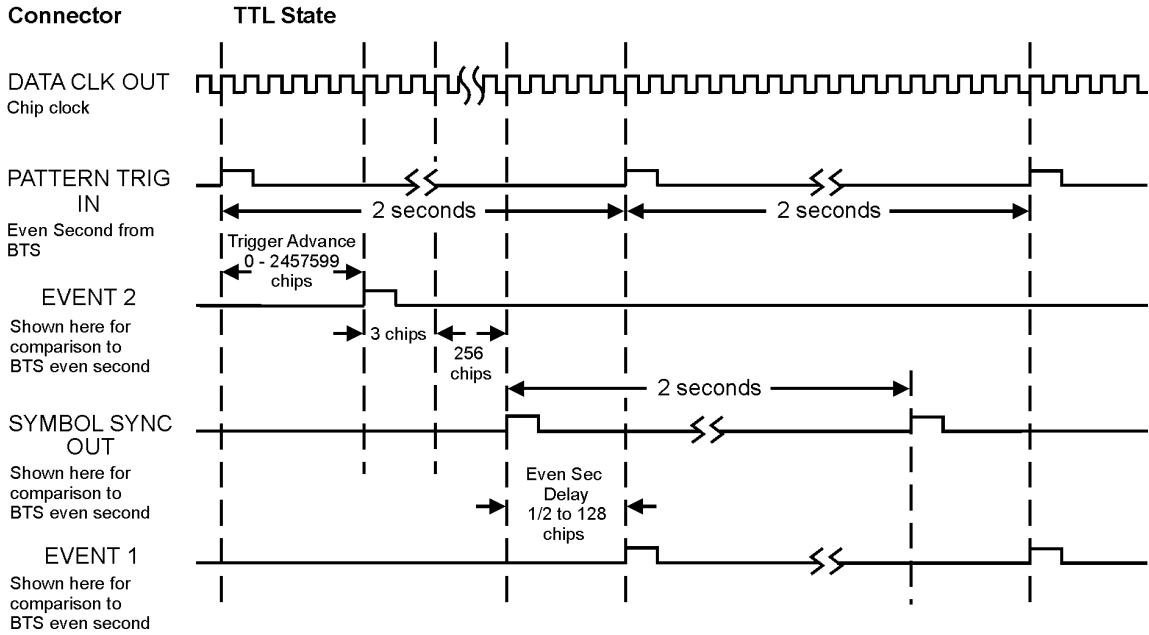 Connector TTL State
DATA CLK OUT
Chip clock
PATTERN TRIG
IN
Even Second from
BTS
2 seconds
2 seconds
Trigger Advance
0 - 2457599
chips
EVENT 2
Shown here for
comparison to
BTS even second
3 chips
256
chips
2 seconds
SYMBOL SYNC
OUT
Shown here for
comparison to
BTS even second
Even Sec
Delay
1/2 to 128
chips
EVENT 1
Shown here for
comparison to
BTS even second